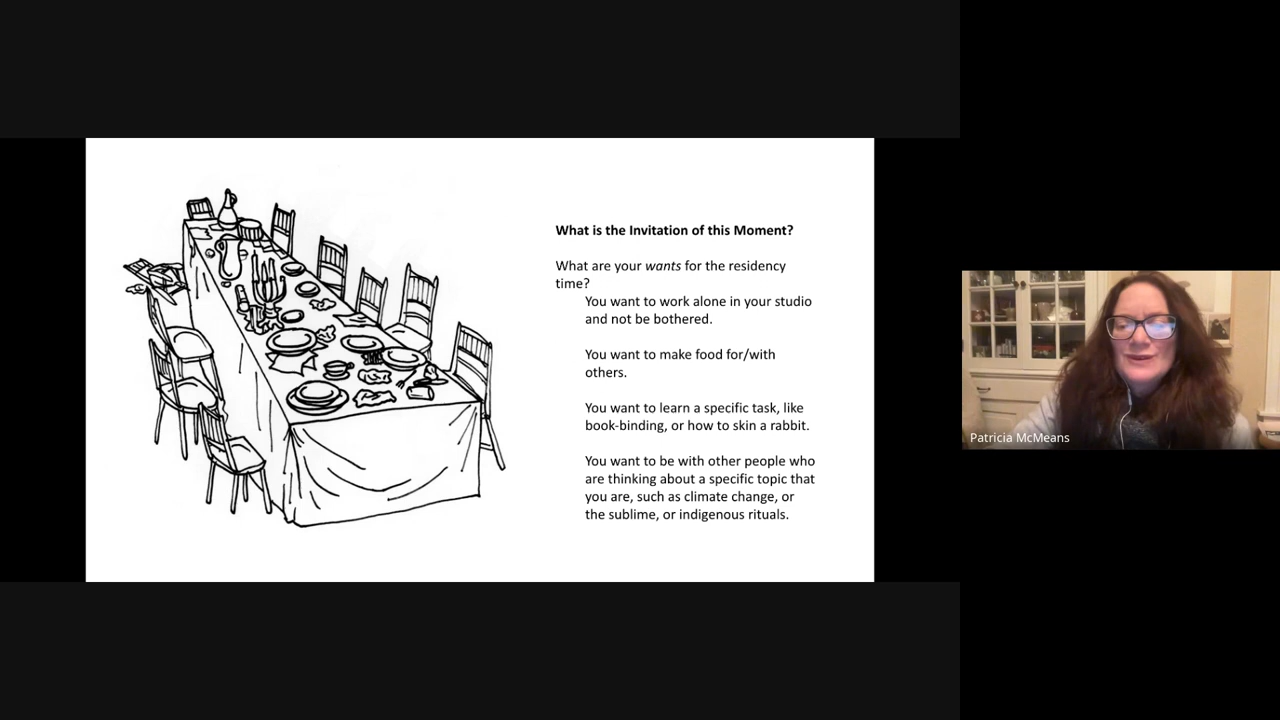 What is the Invitation of this Moment?
What are your wants for the residency
time?
You want to work alone in your studio
and not be bothered.
You want to make food for/with
others.
You want to learn a specific task, like
book-binding, or how to skin a rabbit.
You want to be with other people who
are thinking about a specific topic that
you are, such as climate change, or
the sublime, or indigenous rituals.
Patricia McMeans